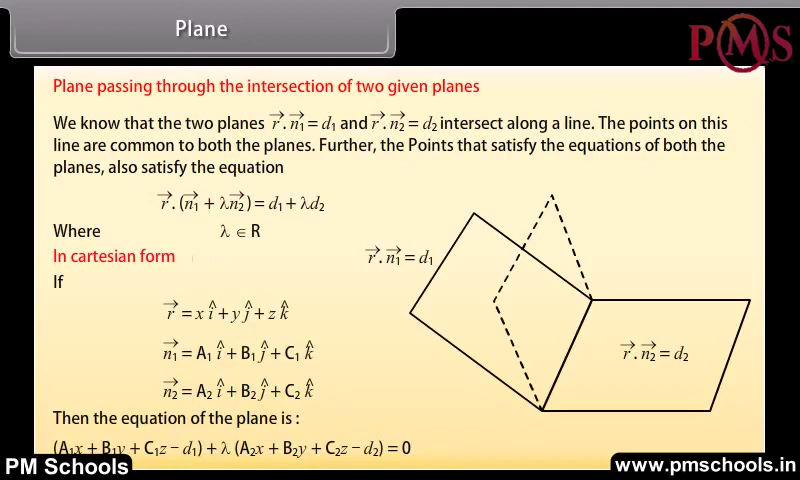 Plane
PMS
Plane passing through the intersection of two given planes
We know that the two planes r⃗ . n⃗₁ = d₁ and r⃗ . n⃗₂ = d₂ intersect along a line. The points on this
line are common to both the planes. Further, the Points that satisfy the equations of both the
planes, also satisfy the equation
r⃗ . (n⃗₁ + λn⃗₂) = d₁ + λd₂
Where λ ∈ R
In cartesian form
r⃗ . n⃗₁ = d₁
If
r⃗ = x î + y ĵ + z k̂
n⃗₁ = A₁ î + B₁ ĵ + C₁ k̂
r⃗ . n⃗₂ = d₂
n⃗₂ = A₂ î + B₂ ĵ + C₂ k̂
Then the equation of the plane is :
(A₁x + B₁y + C₁z – d₁) + λ (A₂x + B₂y + C₂z – d₂) = 0
PM Schools
www.pmschools.in